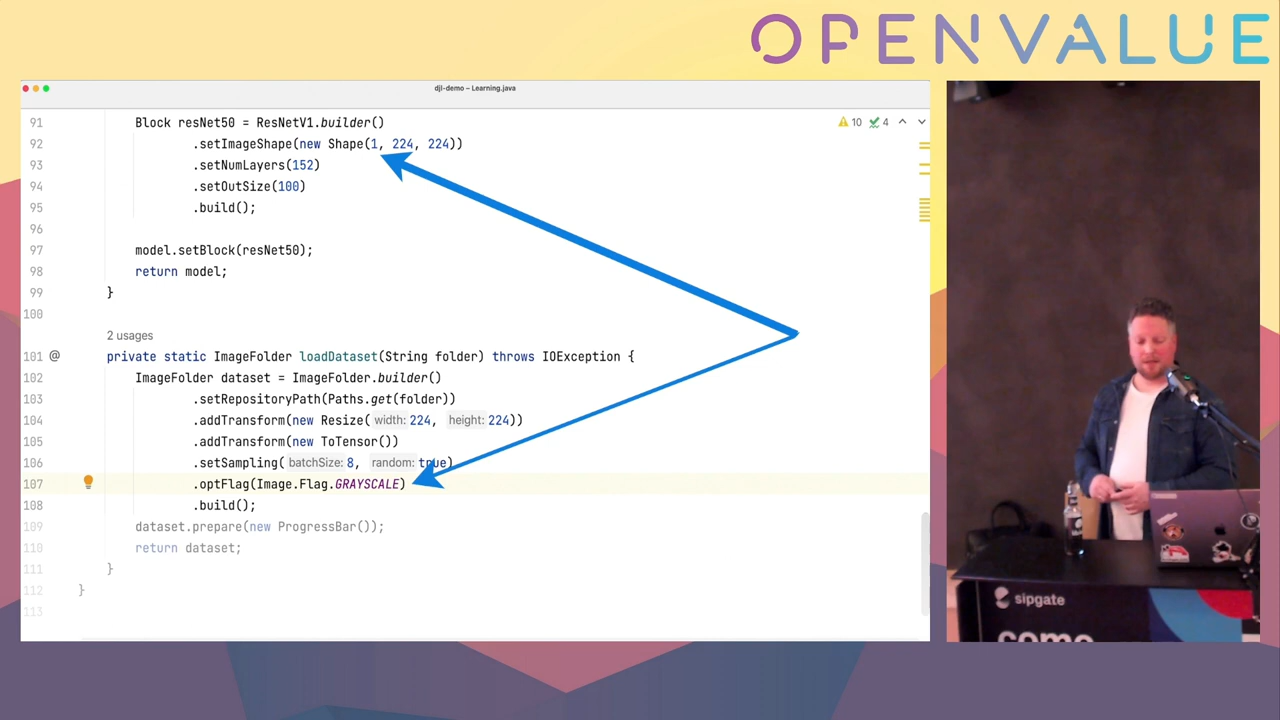 OPENVALUE
djl-demo – Learning.java
91 Block resNet50 = ResNetV1.builder()
10 4
92 .setImageShape(new Shape(1, 224, 224))
93 .setNumLayers(152)
94 .setOutSize(100)
95 .build();
96
97 model.setBlock(resNet50);
98 return model;
99 }
100
2 usages
101 @ private static ImageFolder loadDataset(String folder) throws IOException {
102 ImageFolder dataset = ImageFolder.builder()
103 .setRepositoryPath(Paths.get(folder))
104 .addTransform(new Resize( width: 224, height: 224))
105 .addTransform(new ToTensor())
106 .setSampling( batchSize: 8, random: true)
107 .optFlag(Image.Flag.GRAYSCALE)
108 .build();
109 dataset.prepare(new ProgressBar());
110 return dataset;
111 }
112 }
113
sipgate